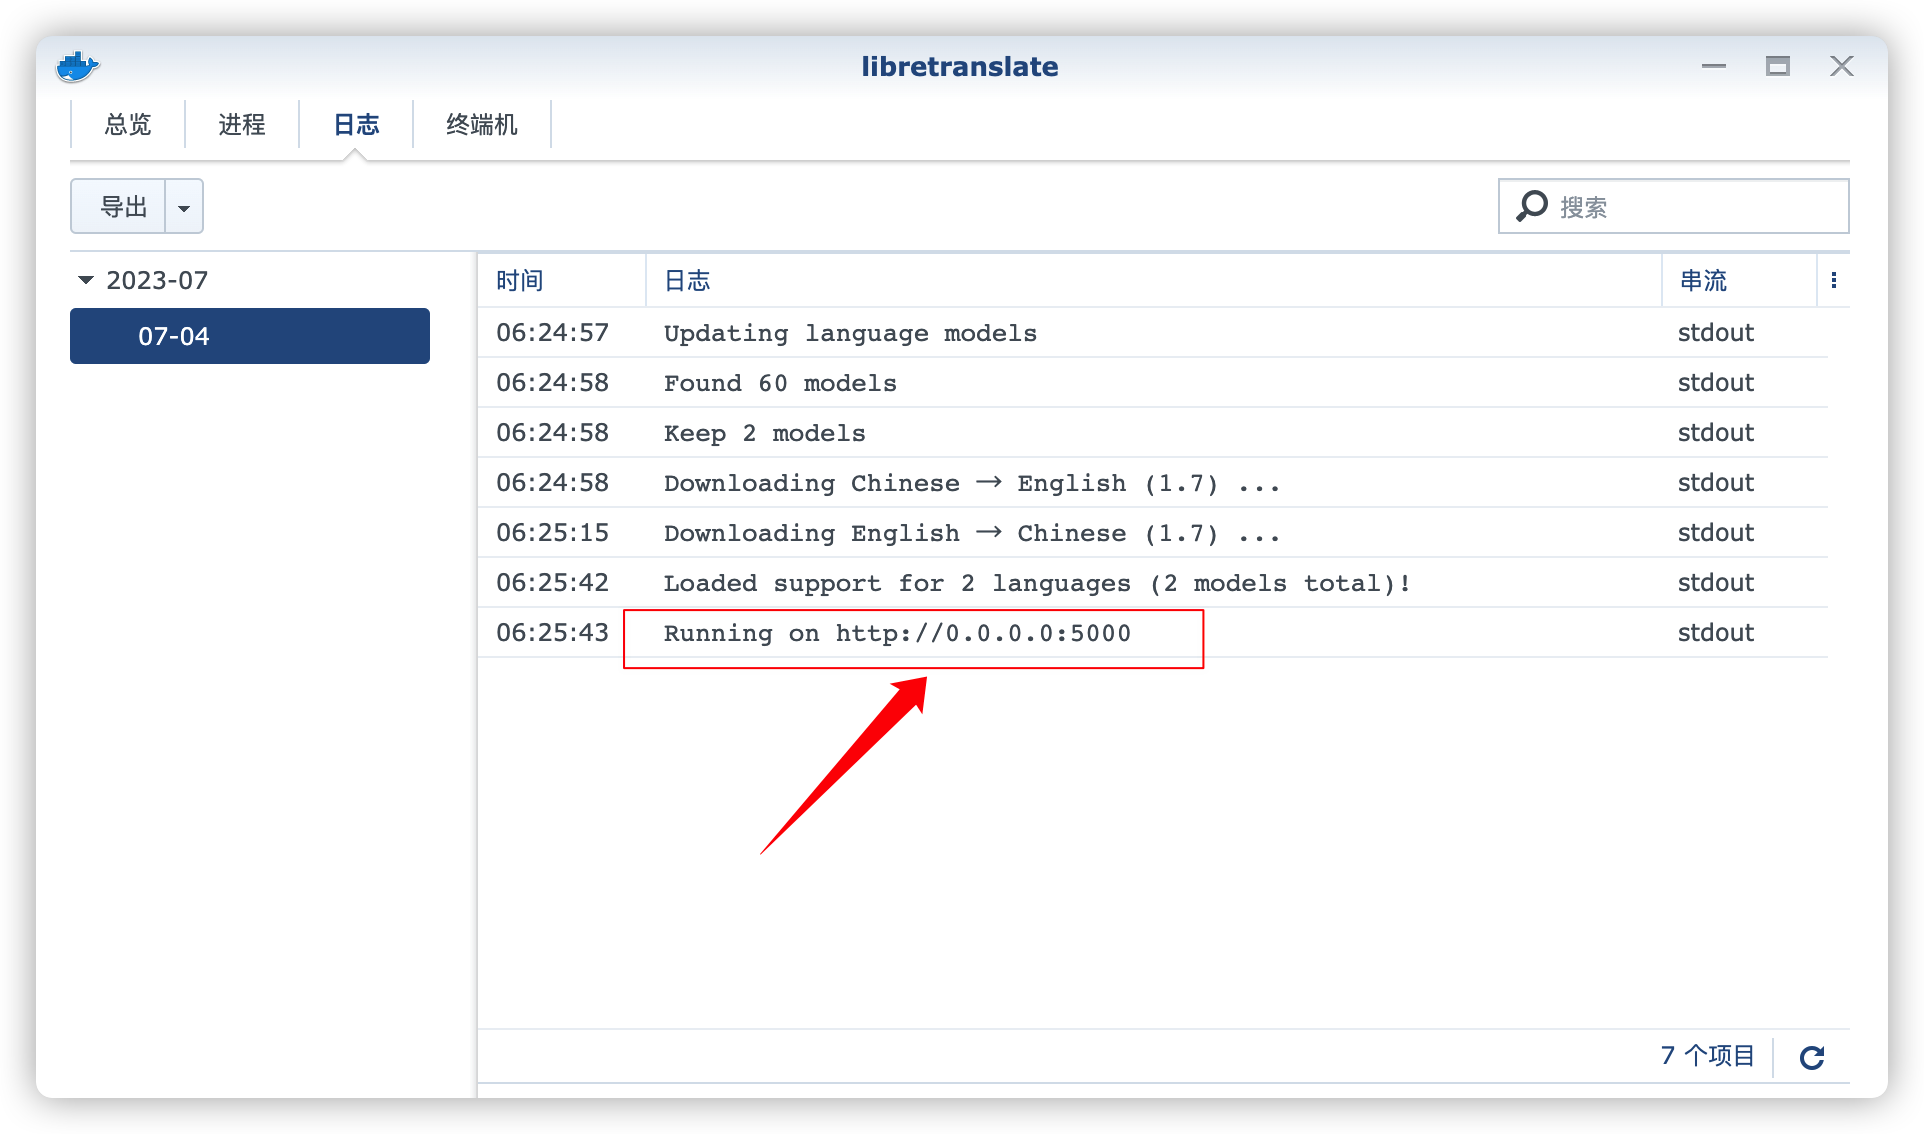 libretranslate
总览 进程 日志 终端机
导出 搜索
2023-07
07-04
时间 日志 串流
06:24:57 Updating language models stdout
06:24:58 Found 60 models stdout
06:24:58 Keep 2 models stdout
06:24:58 Downloading Chinese → English (1.7) ... stdout
06:25:15 Downloading English → Chinese (1.7) ... stdout
06:25:42 Loaded support for 2 languages (2 models total)! stdout
06:25:43 Running on http://0.0.0.0:5000 stdout
7 个项目